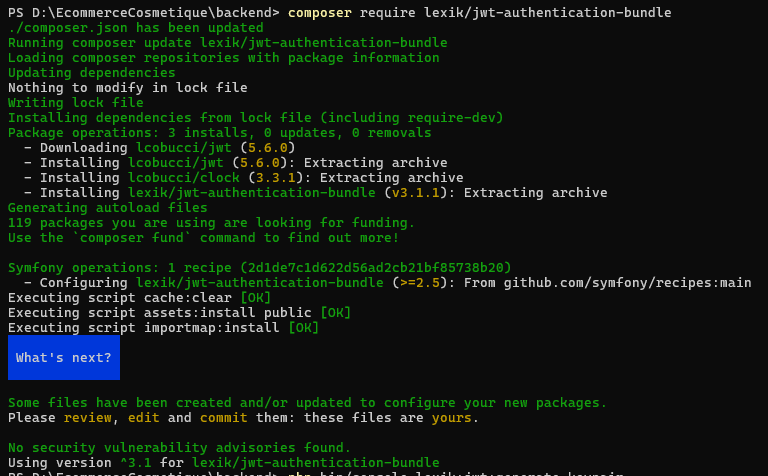 PS D:\EcommerceCosmetique\backend> composer require lexik/jwt-authentication-bundle
./composer.json has been updated
Running composer update lexik/jwt-authentication-bundle
Loading composer repositories with package information
Updating dependencies
Nothing to modify in lock file
Writing lock file
Installing dependencies from lock file (including require-dev)
Package operations: 3 installs, 0 updates, 0 removals
  - Downloading lcobucci/jwt (5.6.0)
  - Installing lcobucci/jwt (5.6.0): Extracting archive
  - Installing lcobucci/clock (3.3.1): Extracting archive
  - Installing lexik/jwt-authentication-bundle (v3.1.1): Extracting archive
Generating autoload files
119 packages you are using are looking for funding.
Use the `composer fund` command to find out more!
Symfony operations: 1 recipe (2d1de7c1d622d56ad2cb21bf85738b20)
  - Configuring lexik/jwt-authentication-bundle (>=2.5): From github.com/symfony/recipes:main
Executing script cache:clear [OK]
Executing script assets:install public [OK]
Executing script importmap:install [OK]
What's next?
Some files have been created and/or updated to configure your new packages.
Please review, edit and commit them: these files are yours.
No security vulnerability advisories found.
Using version ^3.1 for lexik/jwt-authentication-bundle
PS D:\EcommerceCosmetique\backend>